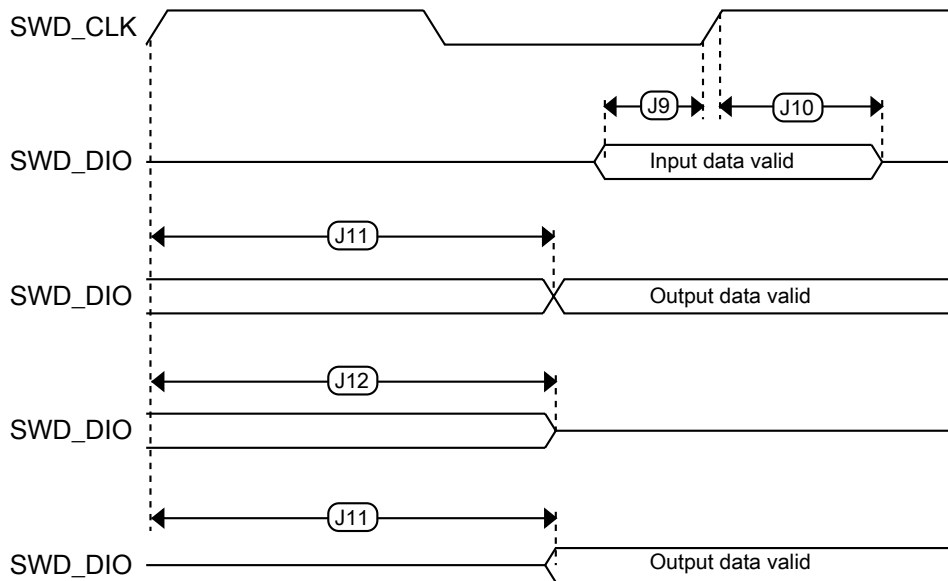 SWD_CLK
J9
J10
SWD_DIO
Input data valid
J11
SWD_DIO
Output data valid
J12
SWD_DIO
J11
SWD_DIO
Output data valid